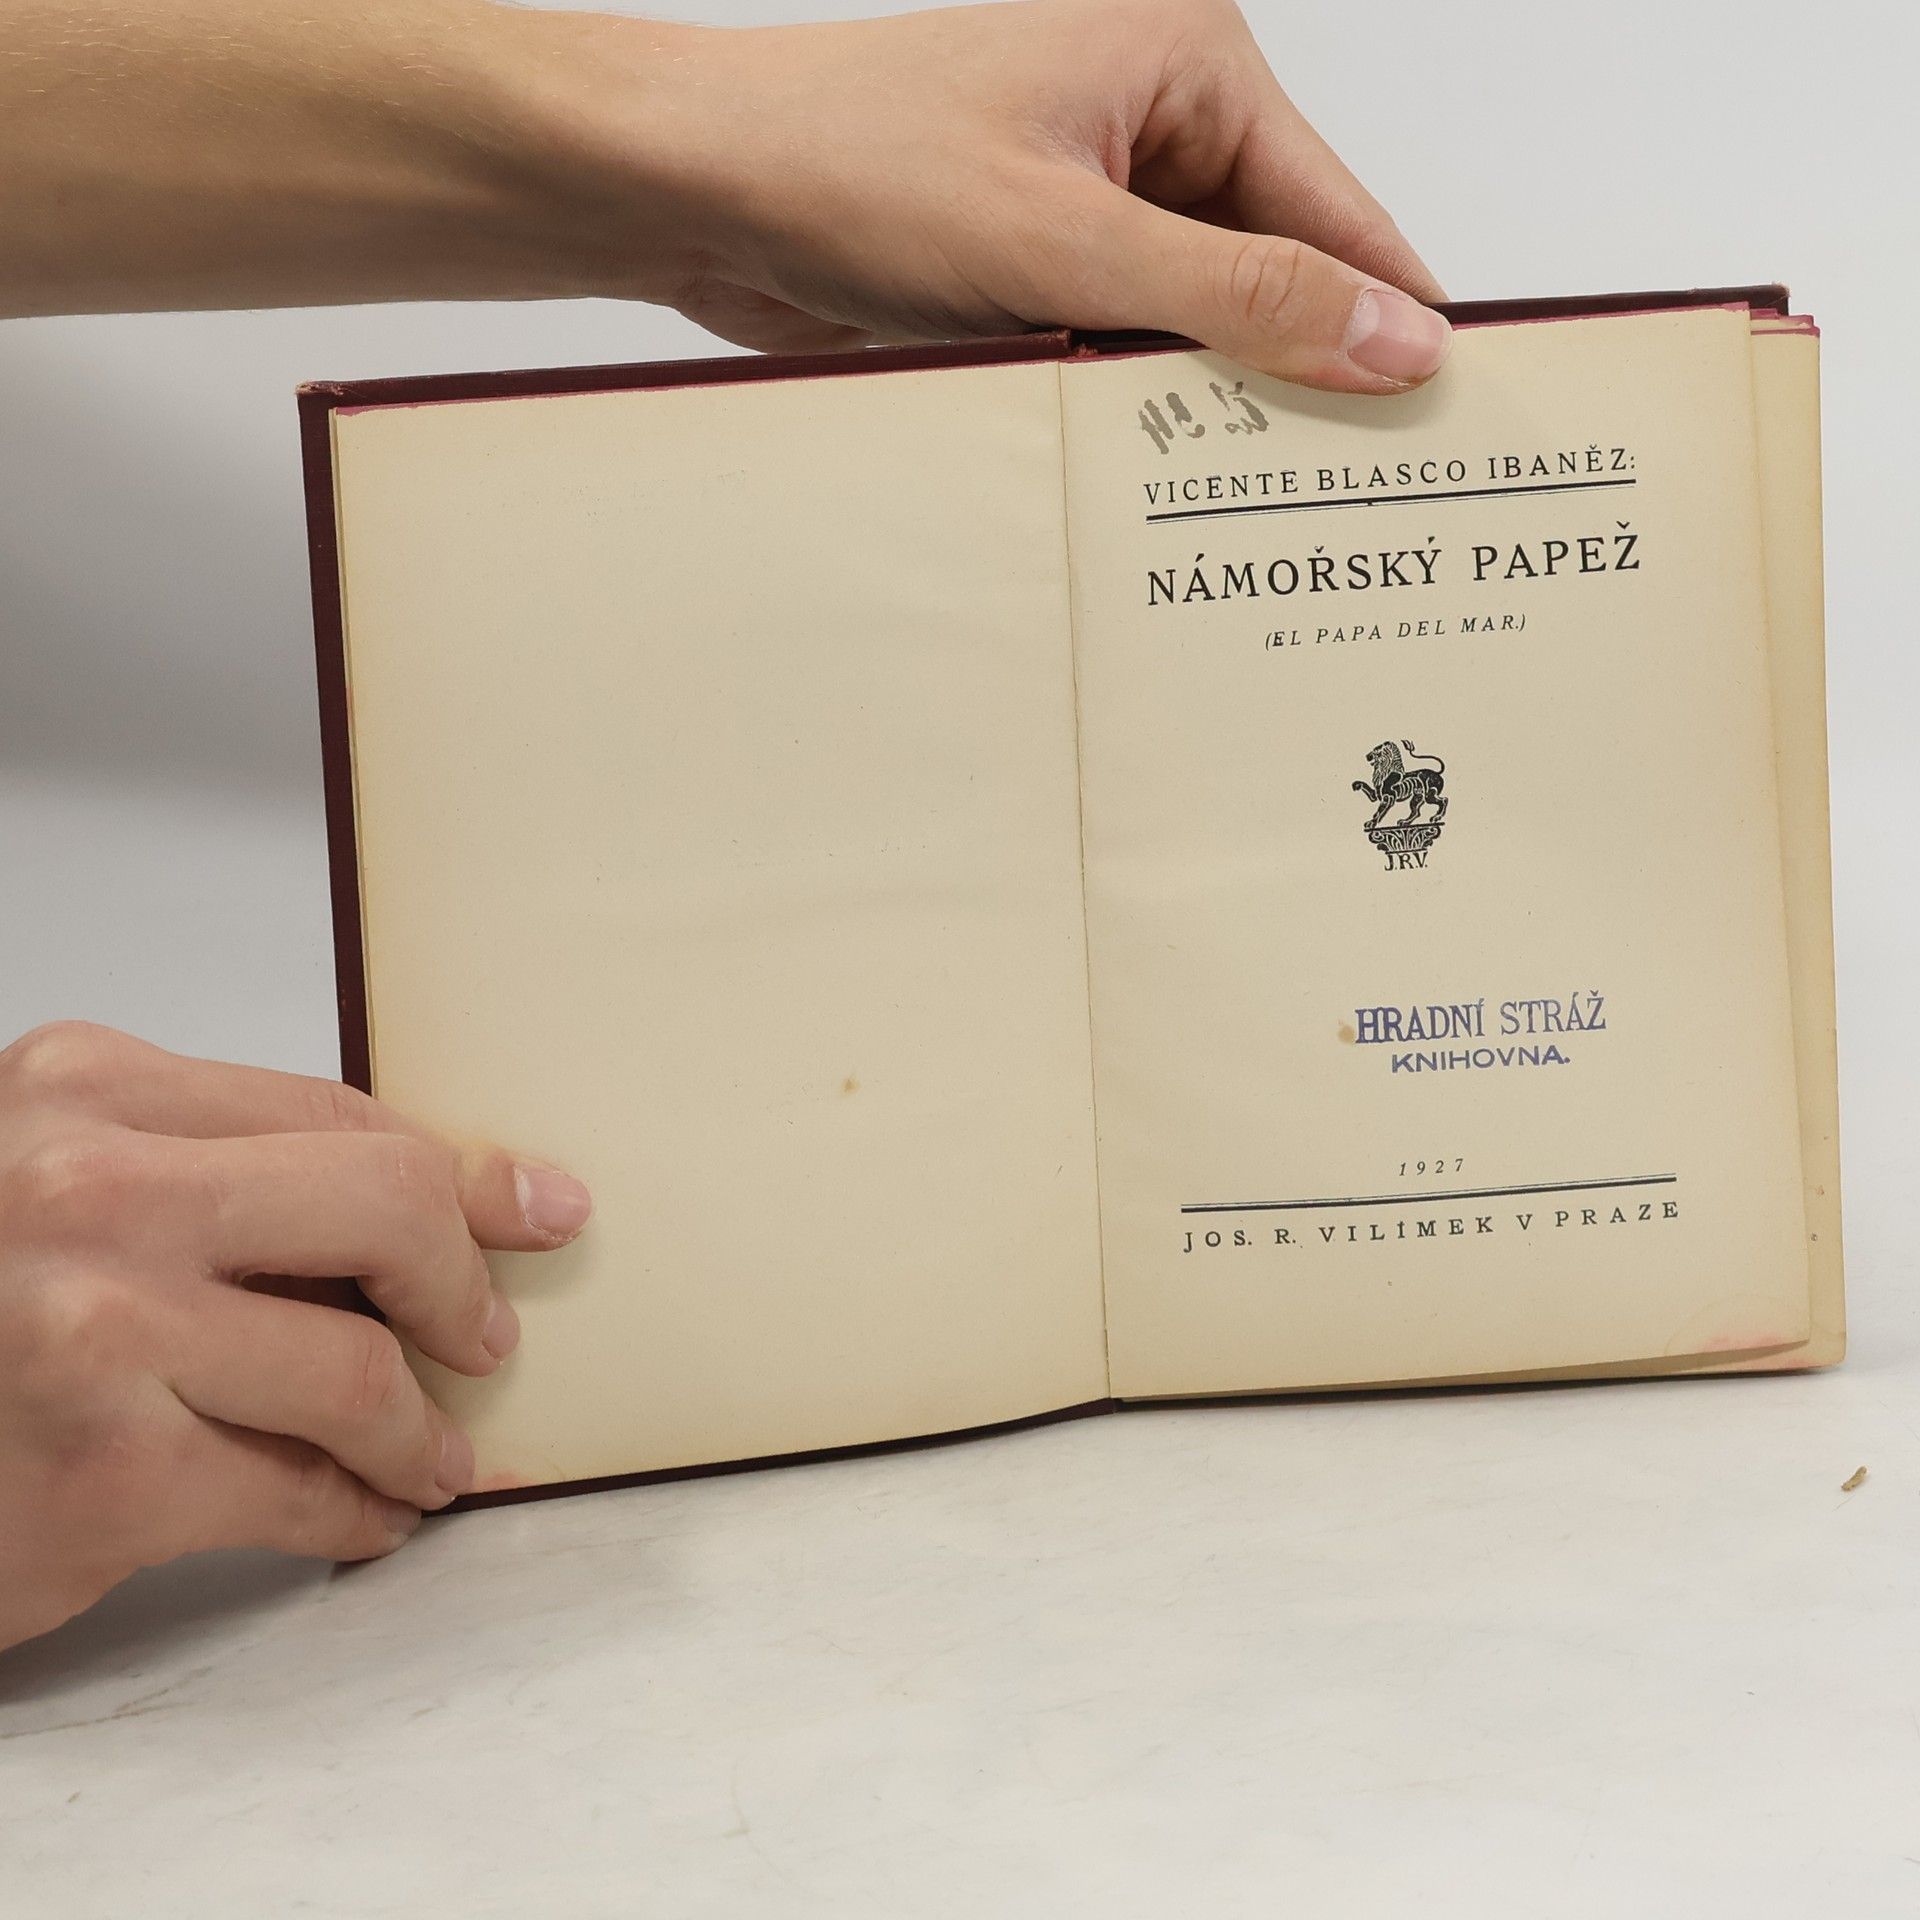 VICENTE BLASCO IBANĚZ:
NÁMOŘSKÝ PAPEŽ
(EL PAPA DEL MAR.)
J.R.V.
HRADNÍ STRÁŽ
KNIHOVNA.
1927
JOS. R. VILÍMEK V PRAZE